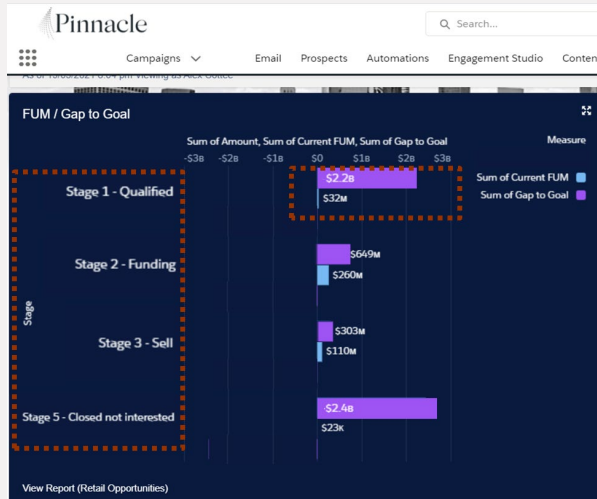 Pinnacle
Search...
Campaigns
Email
Prospects
Automations
Engagement Studio
Conten
FUM / Gap to Goal
Sum of Amount, Sum of Current FUM, Sum of Gap to Goal
Measure
-$3B -$2B -$1B $0 $1B $2B $3B
Sum of Current FUM
Sum of Gap to Goal
Stage
Stage 1 - Qualified
$2.2B
$32M
Stage 2 - Funding
$649M
$260M
Stage 3 - Sell
$303M
$110M
Stage 5 - Closed not interested
-$2.4B
$23K
View Report (Retail Opportunities)